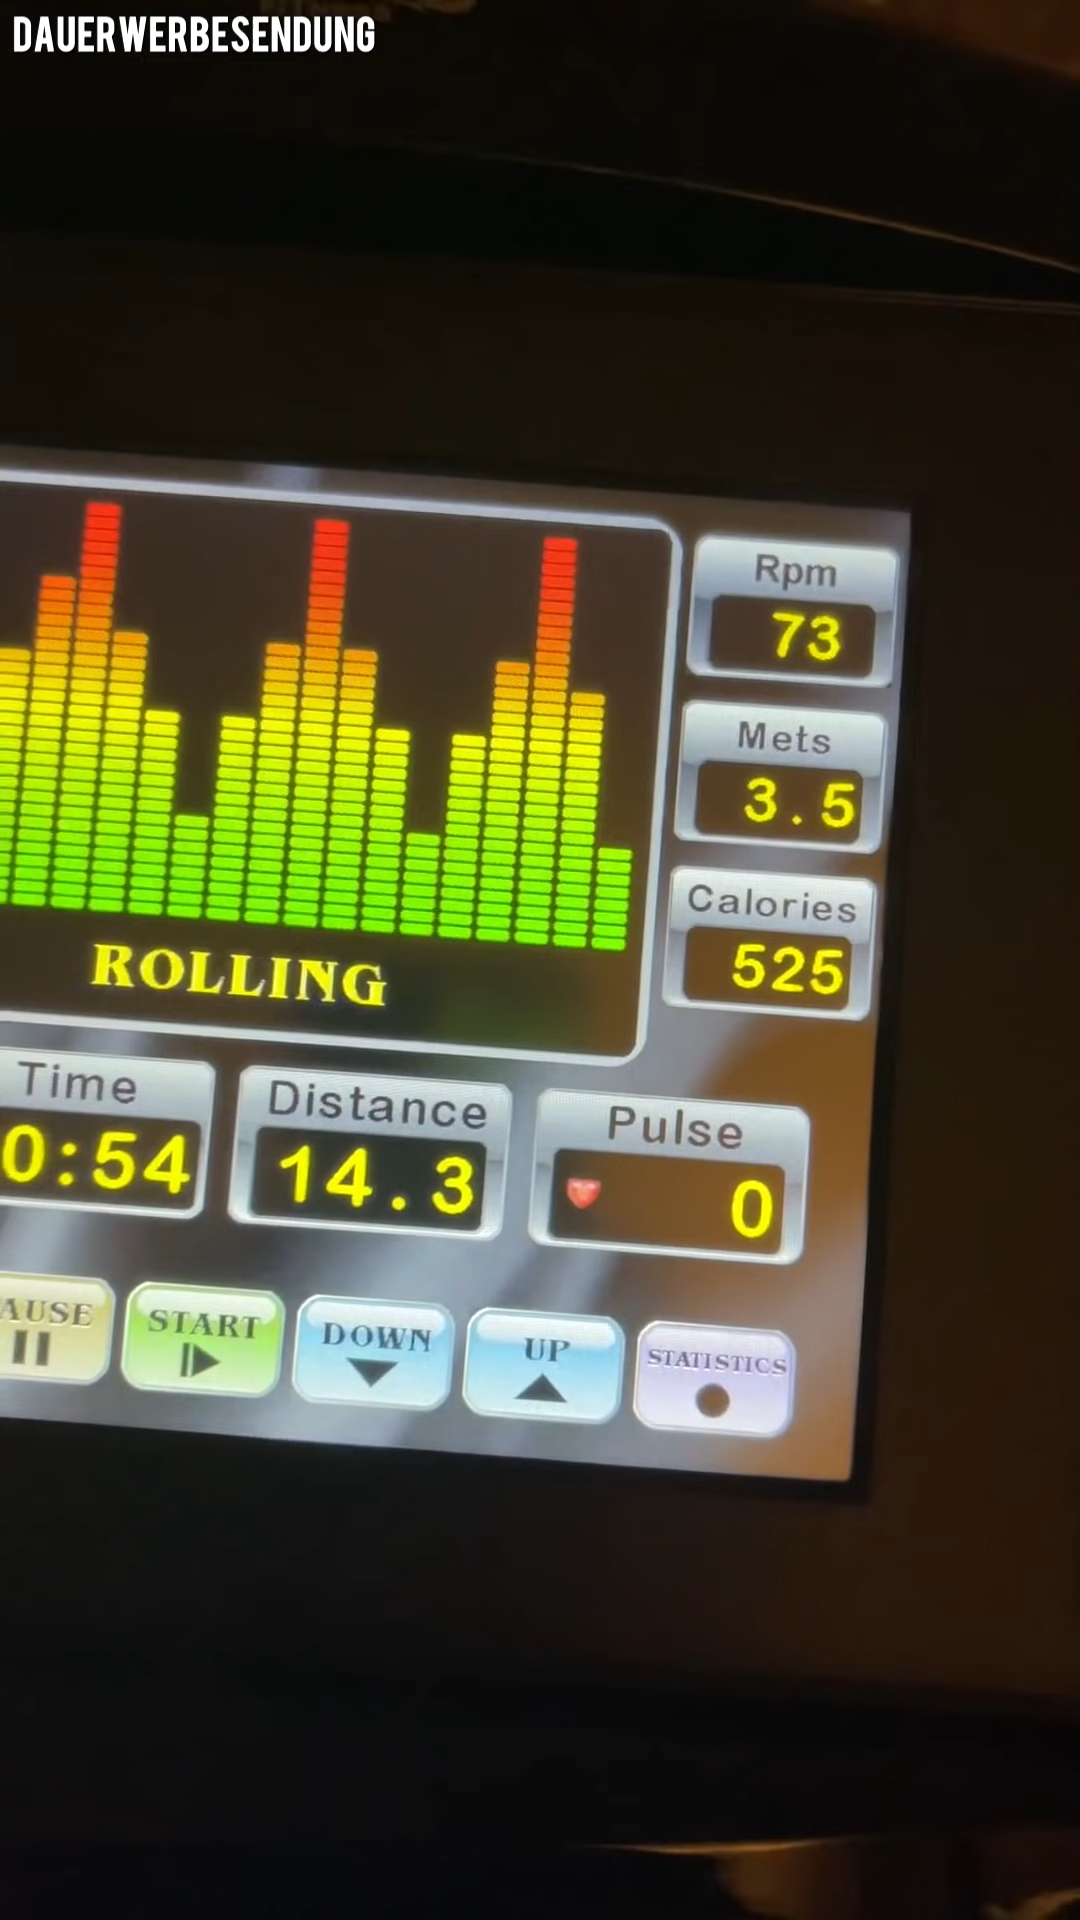 DAUERWERBESENDUNG
Rpm
73
Mets
3.5
Calories
525
ROLLING
Time
0:54
Distance
14.3
Pulse
0
AUSE
START
DOWN
UP
STATISTICS